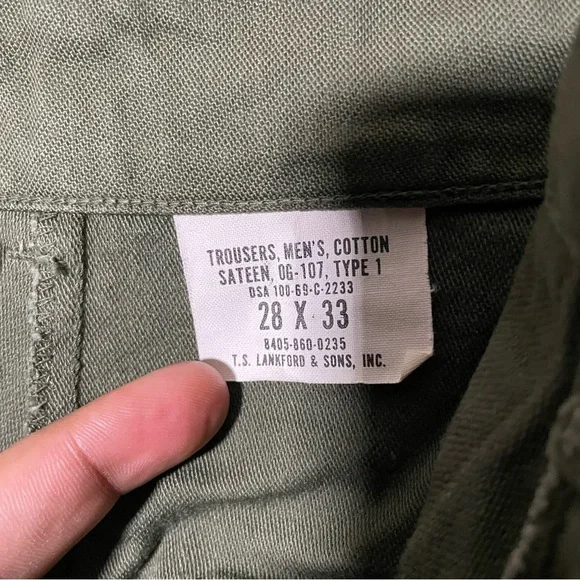 TROUSERS, MEN'S, COTTON
SATEEN, OG-107, TYPE 1
DSA 100-69-C-2233
28 X 33
8405-860-0235
T.S. LANKFORD & SONS, INC.